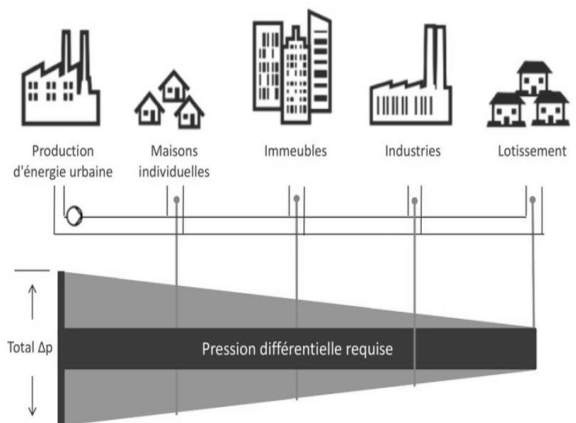 Production
d'énergie urbaine
Maisons
individuelles
Immeubles
Industries
Lotissement
Total Δp
Pression différentielle requise